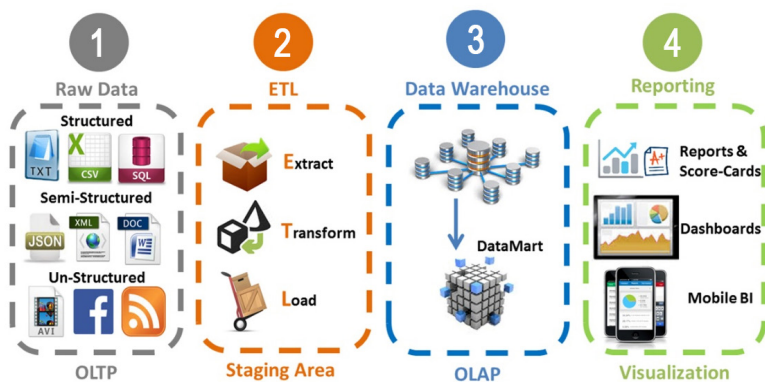 1
Raw Data
Structured
TXT
CSV
SQL
Semi-Structured
JSON
XML
DOC
Un-Structured
AVI
OLTP
2
ETL
Extract
Transform
Load
Staging Area
3
Data Warehouse
DataMart
OLAP
4
Reporting
A+
Reports &
Score-Cards
Dashboards
Mobile BI
Visualization